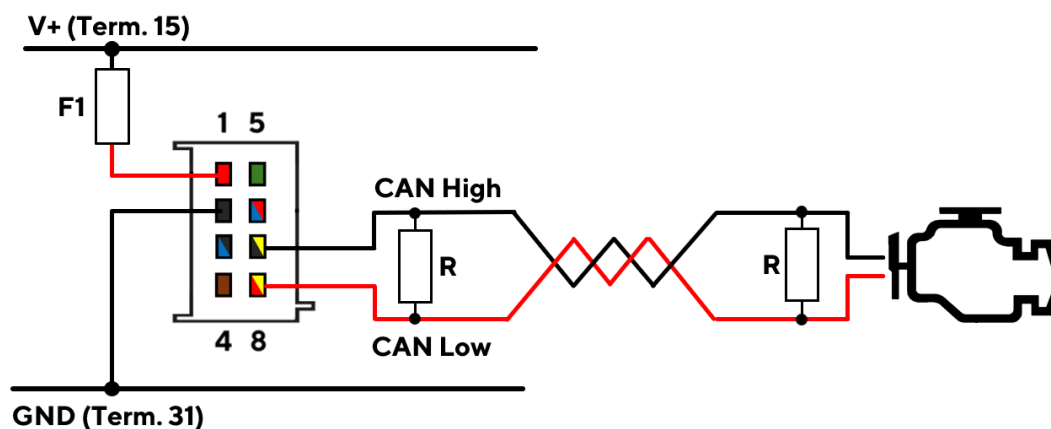 V+ (Term. 15)
F1
1 5
CAN High
R
R
4 8
CAN Low
GND (Term. 31)